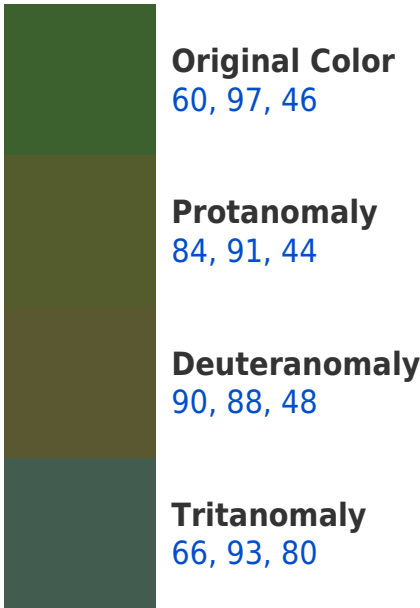 Original Color
60, 97, 46
Protanomaly
84, 91, 44
Deuteranomaly
90, 88, 48
Tritanomaly
66, 93, 80